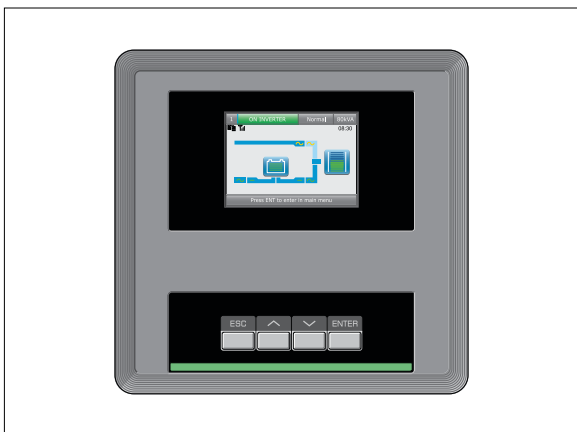 1 ON INVERTER Normal 80kVA
08:30
Press ENT to enter in main menu
ESC ENTER